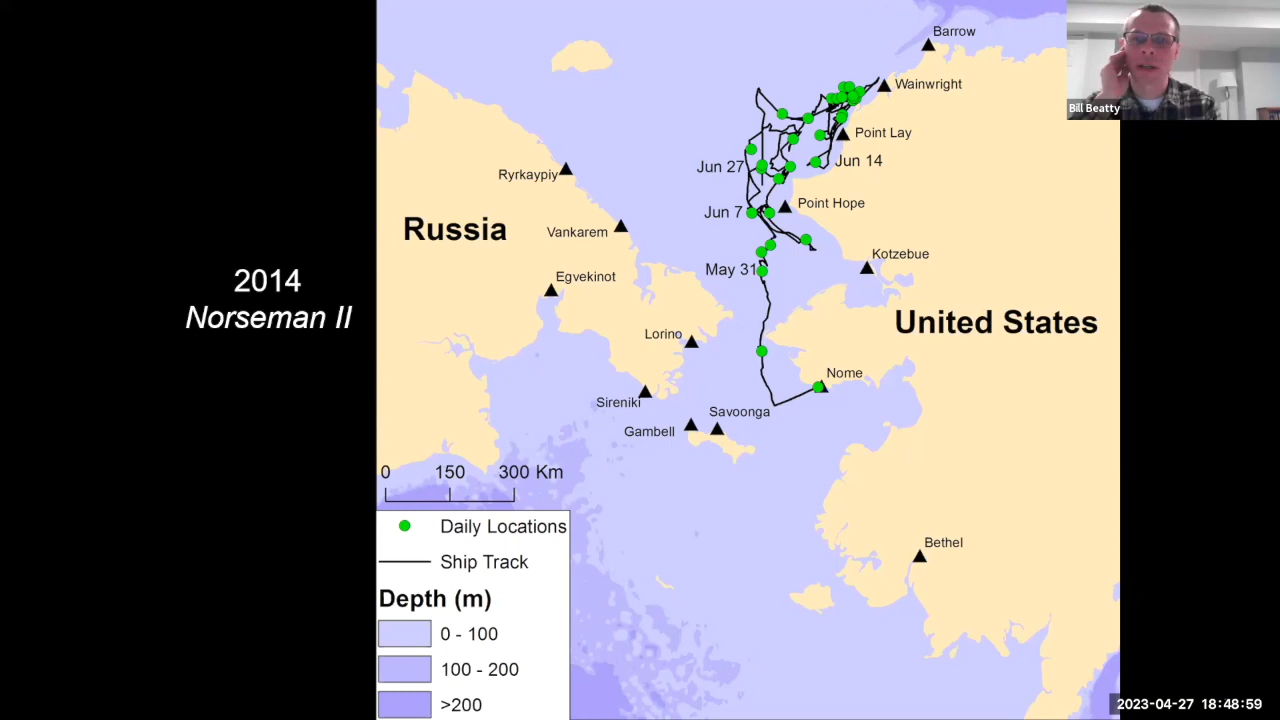 Barrow
Wainwright
Bill Beatty
Point Lay
Jun 14
Jun 27
Ryrkaypiy
Point Hope
Jun 7
Russia
Vankarem
Kotzebue
May 31
Egvekinot
2014
Norseman II
United States
Lorino
Nome
Sireniki
Savoonga
Gambell
0 150 300 Km
Daily Locations
Ship Track
Bethel
Depth (m)
0 - 100
100 - 200
>200
2023-04-27 18:48:59